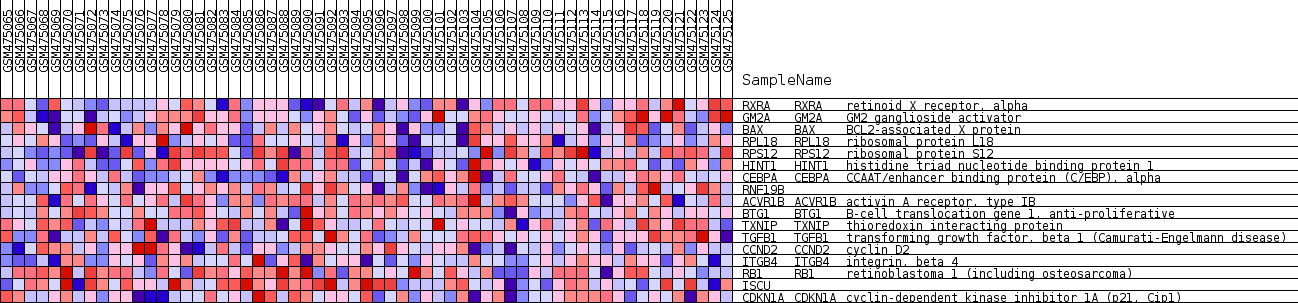 GSM475065
GSM475066
GSM475067
GSM475068
GSM475069
GSM475070
GSM475071
GSM475072
GSM475073
GSM475074
GSM475075
GSM475076
GSM475077
GSM475078
GSM475079
GSM475080
GSM475081
GSM475082
GSM475083
GSM475084
GSM475085
GSM475086
GSM475087
GSM475088
GSM475089
GSM475090
GSM475091
GSM475092
GSM475093
GSM475094
GSM475095
GSM475096
GSM475097
GSM475098
GSM475099
GSM475100
GSM475101
GSM475102
GSM475103
GSM475104
GSM475105
GSM475106
GSM475107
GSM475108
GSM475109
GSM475110
GSM475111
GSM475112
GSM475113
GSM475114
GSM475115
GSM475116
GSM475117
GSM475118
GSM475119
GSM475120
GSM475121
GSM475122
GSM475123
GSM475124
GSM475125
SampleName
RXRA RXRA retinoid X receptor, alpha
GM2A GM2A GM2 ganglioside activator
BAX BAX BCL2-associated X protein
RPL18 RPL18 ribosomal protein L18
RPS12 RPS12 ribosomal protein S12
HINT1 HINT1 histidine triad nucleotide binding protein 1
CEBPA CEBPA CCAAT/enhancer binding protein (C/EBP), alpha
RNF19B
ACVR1B ACVR1B activin A receptor, type IB
BTG1 BTG1 B-cell translocation gene 1, anti-proliferative
TXNIP TXNIP thioredoxin interacting protein
TGFB1 TGFB1 transforming growth factor, beta 1 (Camurati-Engelmann disease)
CCND2 CCND2 cyclin D2
ITGB4 ITGB4 integrin, beta 4
RB1 RB1 retinoblastoma 1 (including osteosarcoma)
ISCU
CDKN1A CDKN1A cyclin-dependent kinase inhibitor 1A (p21, Cip1)